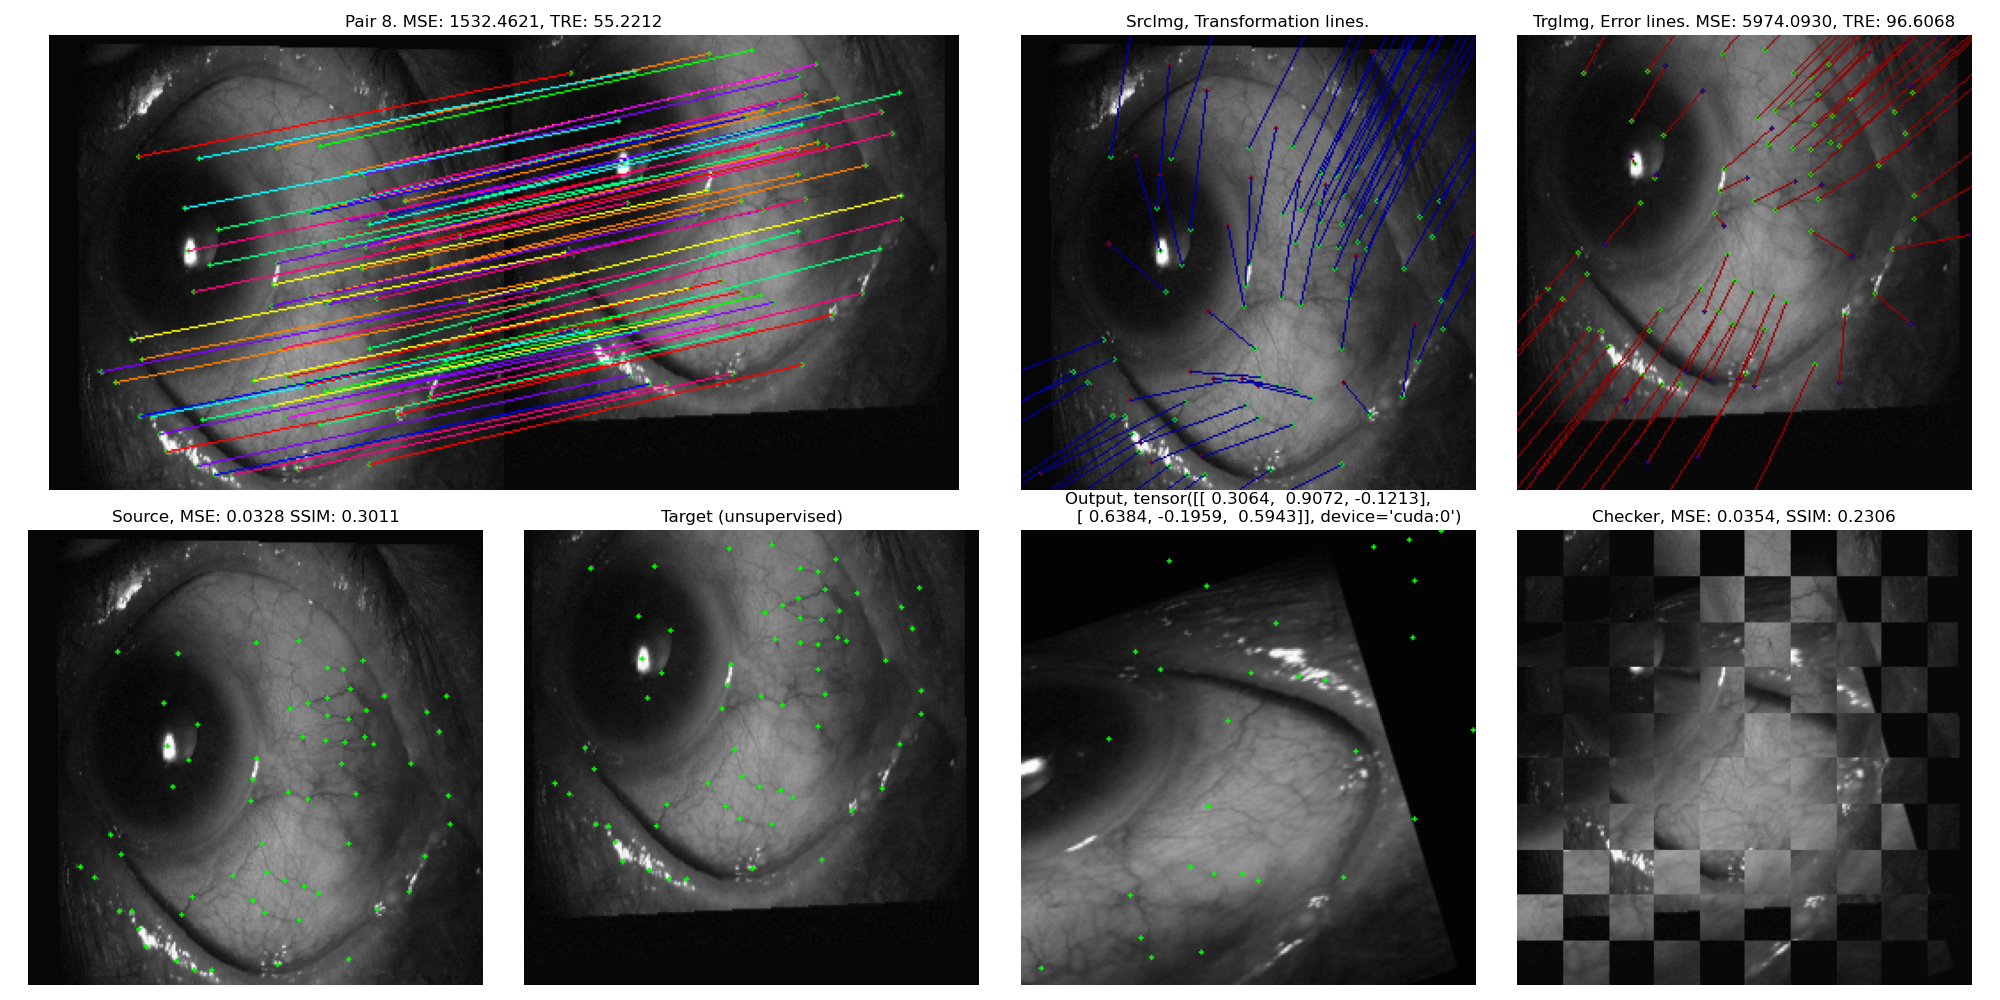 Pair 8. MSE: 1532.4621, TRE: 55.2212
SrcImg, Transformation lines.
TrgImg, Error lines. MSE: 5974.0930, TRE: 96.6068
Source, MSE: 0.0328 SSIM: 0.3011
Target (unsupervised)
Output, tensor([[ 0.3064,  0.9072, -0.1213],
[ 0.6384, -0.1959,  0.5943]], device='cuda:0')
Checker, MSE: 0.0354, SSIM: 0.2306